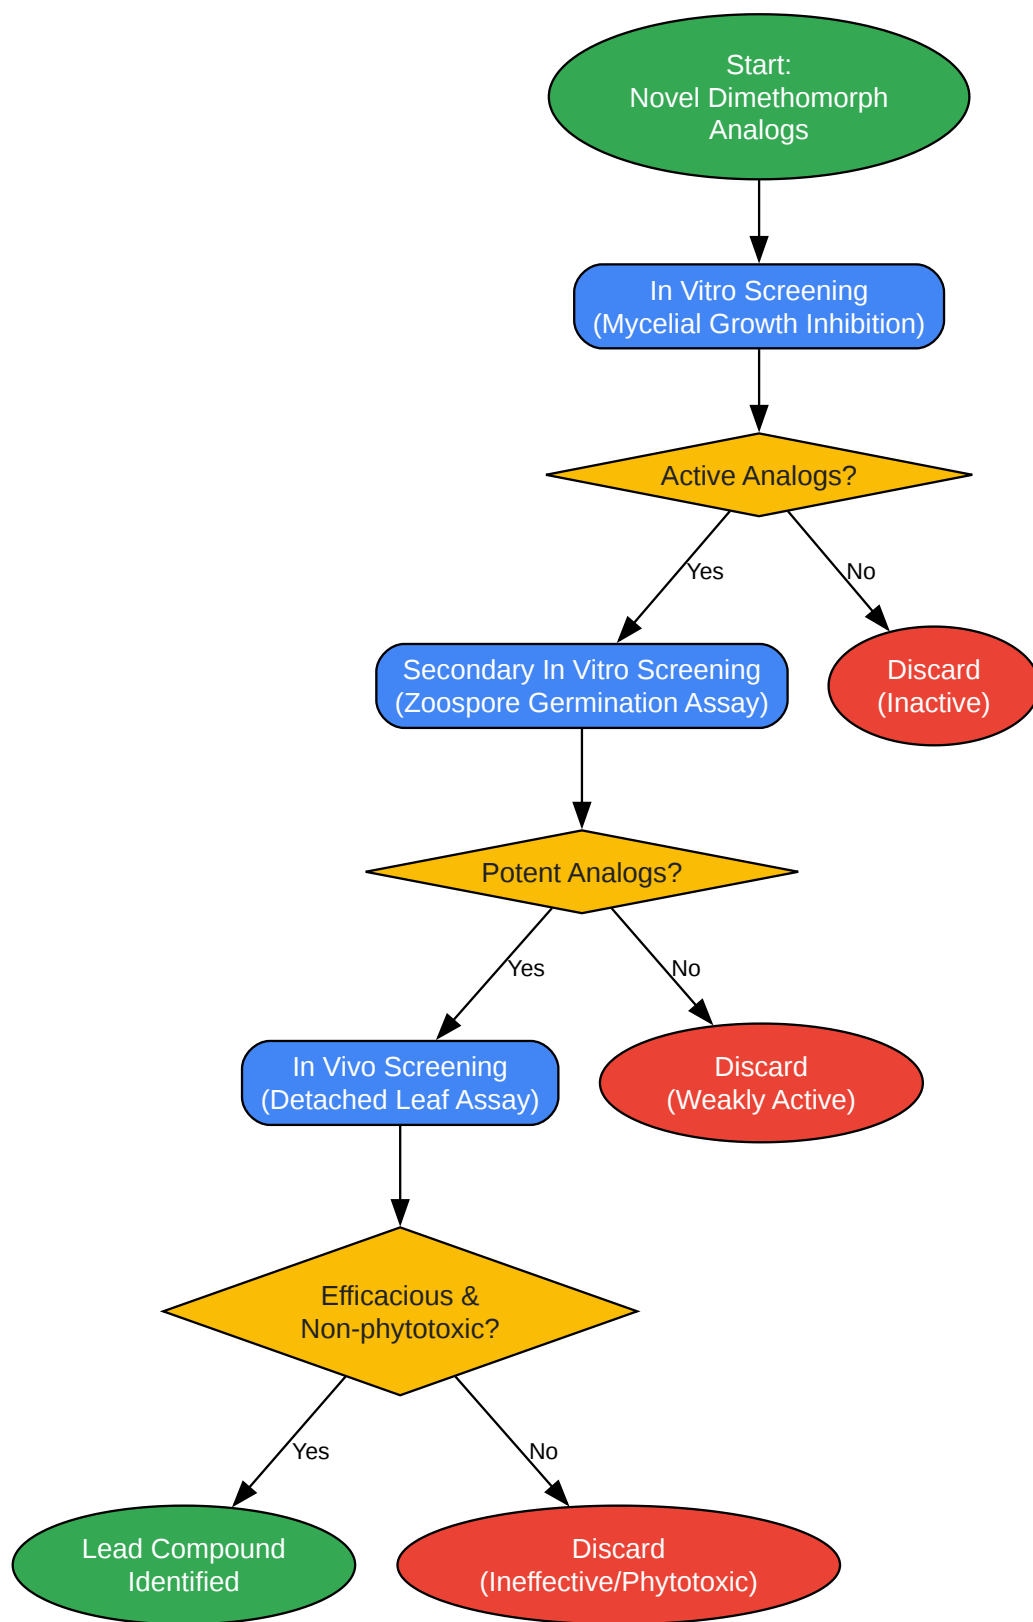 Start:
Novel Dimethomorph
Analogs
In Vitro Screening
(Mycelial Growth Inhibition)
Active Analogs?
Yes
No
Secondary In Vitro Screening
(Zoospore Germination Assay)
Discard
(Inactive)
Potent Analogs?
Yes
No
In Vivo Screening
(Detached Leaf Assay)
Discard
(Weakly Active)
Efficacious &
Non-phytotoxic?
Yes
No
Lead Compound
Identified
Discard
(Ineffective/Phytotoxic)